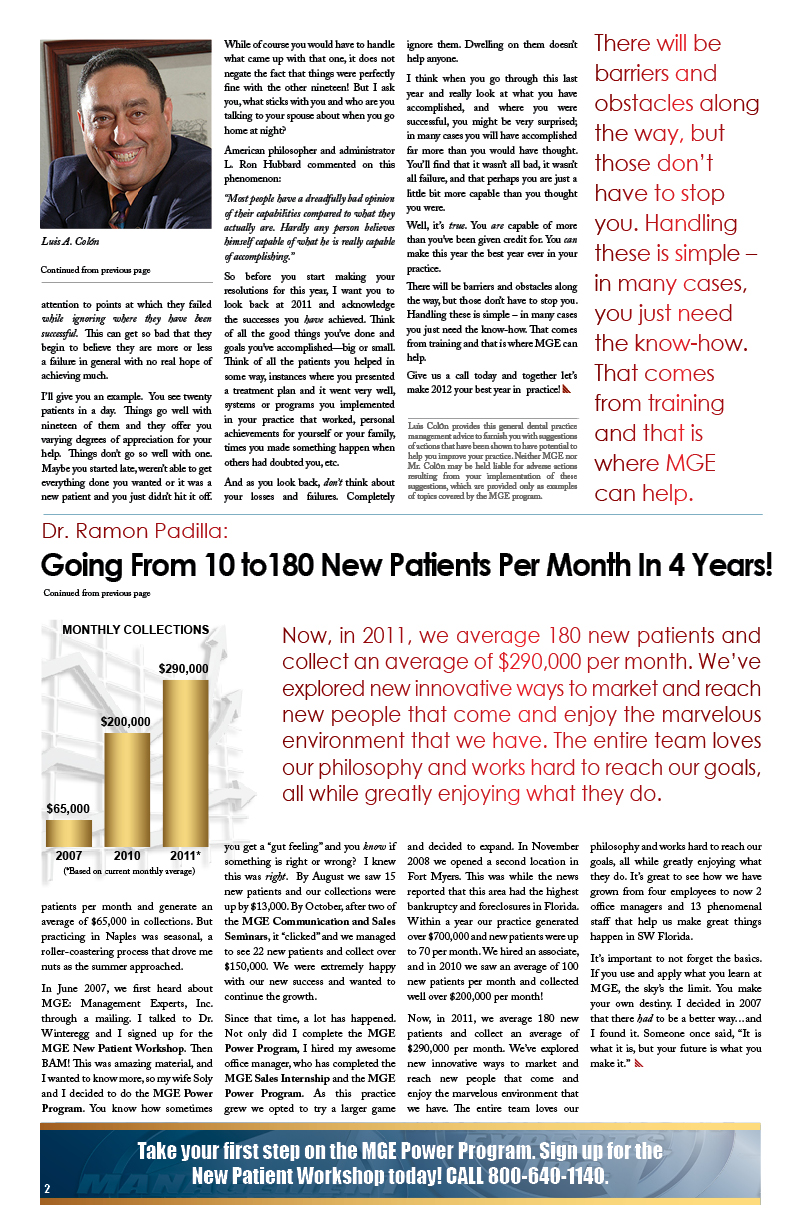 Luis A. Colón
Continued from previous page
attention to points at which they failed
while ignoring where they have been
successful. This can get so bad that they
begin to believe they are more or less
a failure in general with no real hope of
achieving much.
I'll give you an example. You see twenty
patients in a day. Things go well with
nineteen of them and they offer you
varying degrees of appreciation for your
help. Things don't go so well with one.
Maybe you started late, weren't able to get
everything done you wanted or it was a
new patient and you just didn't hit it off.
While of course you would have to handle
what came up with that one, it does not
negate the fact that things were perfectly
fine with the other nineteen! But I ask
you, what sticks with you and who are you
talking to your spouse about when you go
home at night?
American philosopher and administrator
L. Ron Hubbard commented on this
phenomenon:
"Most people have a dreadfully bad opinion
of their capabilities compared to what they
actually are. Hardly any person believes
himself capable of what he is really capable
of accomplishing."
So before you start making your
resolutions for this year, I want you to
look back at 2011 and acknowledge
the successes you have achieved. Think
of all the good things you've done and
goals you've accomplished—big or small.
Think of all the patients you helped in
some way, instances where you presented
a treatment plan and it went very well,
systems or programs you implemented
in your practice that worked, personal
achievements for yourself or your family,
times you made something happen when
others had doubted you, etc.
And as you look back, don't think about
your losses and failures. Completely
ignore them. Dwelling on them doesn't
help anyone.
I think when you go through this last
year and really look at what you have
accomplished, and where you were
successful, you might be very surprised;
in many cases you will have accomplished
far more than you would have thought.
You'll find that it wasn't all bad, it wasn't
all failure, and that perhaps you are just a
little bit more capable than you thought
you were.
Well, it's true. You are capable of more
than you've been given credit for. You can
make this year the best year ever in your
practice.
There will be barriers and obstacles along
the way, but those don't have to stop you.
Handling these is simple – in many cases
you just need the know-how. That comes
from training and that is where MGE can
help.
Give us a call today and together let's
make 2012 your best year in practice!
Luis Colón provides this general dental practice
management advice to furnish you with suggestions
of actions that have been shown to have potential to
help you improve your practice. Neither MGE nor
Mr. Colón may be held liable for adverse actions
resulting from your implementation of these
suggestions, which are provided only as examples
of topics covered by the MGE program.
There will be
barriers and
obstacles along
the way, but
those don't
have to stop
you. Handling
these is simple –
in many cases,
you just need
the know-how.
That comes
from training
and that is
where MGE
can help.
Dr. Ramon Padilla:
Going From 10 to180 New Patients Per Month In 4 Years!
Coninued from previous page
MONTHLY COLLECTIONS
$290,000
$200,000
$65,000
2007 2010 2011*
(*Based on current monthly average)
Now, in 2011, we average 180 new patients and
collect an average of $290,000 per month. We've
explored new innovative ways to market and reach
new people that come and enjoy the marvelous
environment that we have. The entire team loves
our philosophy and works hard to reach our goals,
all while greatly enjoying what they do.
patients per month and generate an
average of $65,000 in collections. But
practicing in Naples was seasonal, a
roller-coastering process that drove me
nuts as the summer approached.
In June 2007, we first heard about
MGE: Management Experts, Inc.
through a mailing. I talked to Dr.
Winteregg and I signed up for the
MGE New Patient Workshop. Then
BAM! This was amazing material, and
I wanted to know more, so my wife Soly
and I decided to do the MGE Power
Program. You know how sometimes
you get a "gut feeling" and you know if
something is right or wrong? I knew
this was right. By August we saw 15
new patients and our collections were
up by $13,000. By October, after two of
the MGE Communication and Sales
Seminars, it "clicked" and we managed
to see 22 new patients and collect over
$150,000. We were extremely happy
with our new success and wanted to
continue the growth.
Since that time, a lot has happened.
Not only did I complete the MGE
Power Program, I hired my awesome
office manager, who has completed the
MGE Sales Internship and the MGE
Power Program. As this practice
grew we opted to try a larger game
and decided to expand. In November
2008 we opened a second location in
Fort Myers. This was while the news
reported that this area had the highest
bankruptcy and foreclosures in Florida.
Within a year our practice generated
over $700,000 and new patients were up
to 70 per month. We hired an associate,
and in 2010 we saw an average of 100
new patients per month and collected
well over $200,000 per month!
Now, in 2011, we average 180 new
patients and collect an average of
$290,000 per month. We've explored
new innovative ways to market and
reach new people that come and
enjoy the marvelous environment that
we have. The entire team loves our
philosophy and works hard to reach our
goals, all while greatly enjoying what
they do. It's great to see how we have
grown from four employees to now 2
office managers and 13 phenomenal
staff that help us make great things
happen in SW Florida.
It's important to not forget the basics.
If you use and apply what you learn at
MGE, the sky's the limit. You make
your own destiny. I decided in 2007
that there had to be a better way…and
I found it. Someone once said, "It is
what it is, but your future is what you
make it."
EXPERTS
MANAGEMENT
Take your first step on the MGE Power Program. Sign up for the
New Patient Workshop today! CALL 800-640-1140.
2